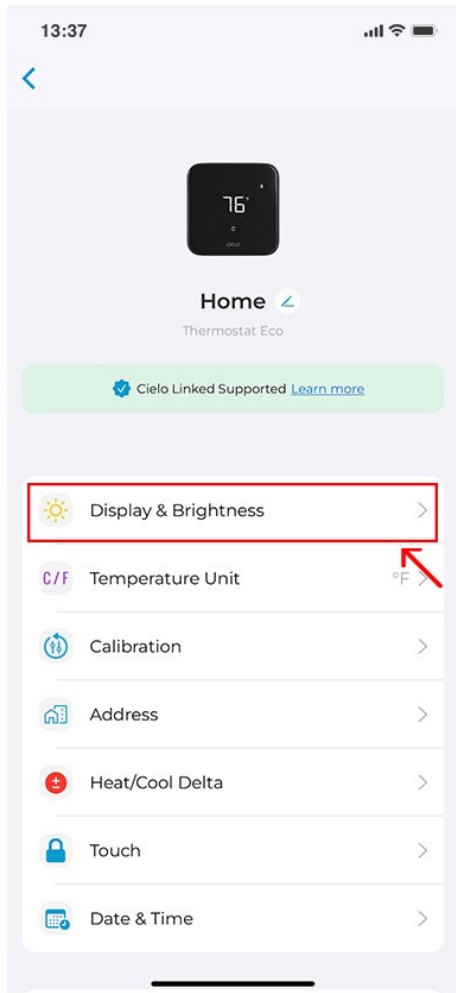 13:37
76°
CIELO
Home
Thermostat Eco
Cielo Linked Supported Learn more
Display & Brightness
C/F Temperature Unit °F
Calibration
Address
Heat/Cool Delta
Touch
Date & Time